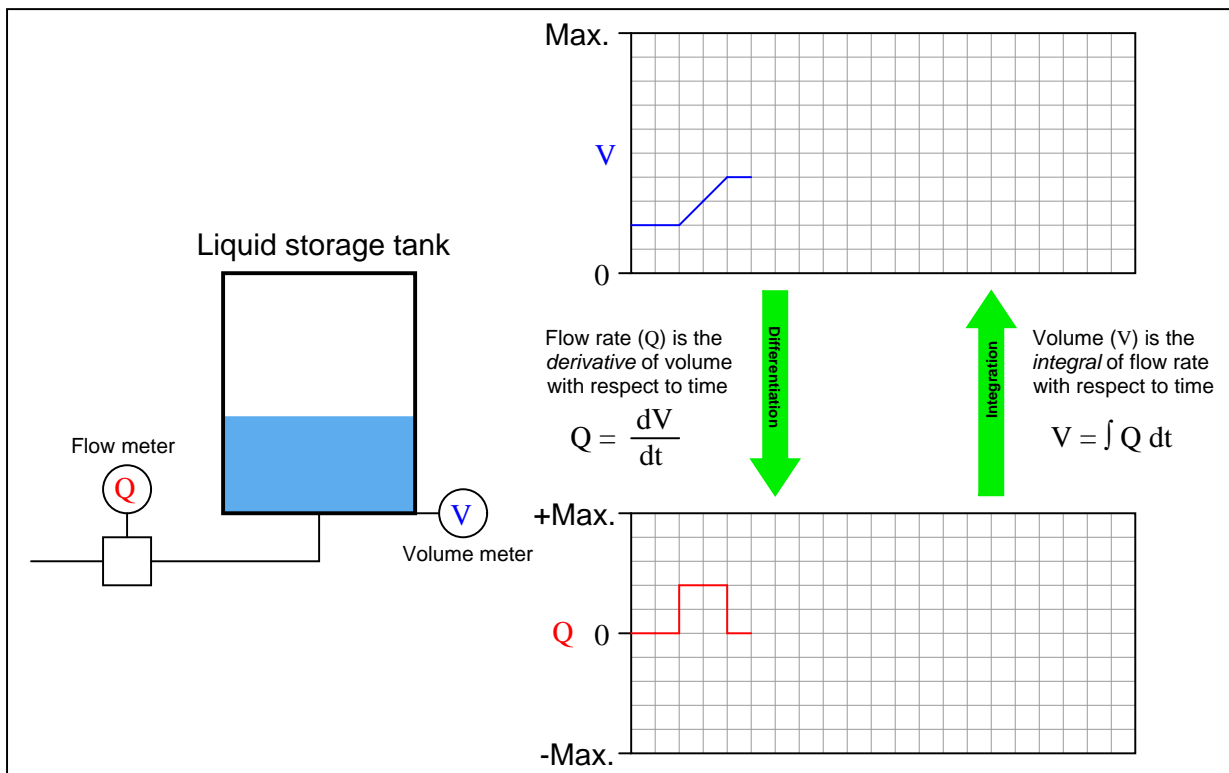 Max.
V
0
Liquid storage tank
Flow meter
Q
V
Volume meter
Flow rate (Q) is the
derivative of volume
with respect to time
Q = dV
dt
Differentiation
Integration
Volume (V) is the
integral of flow rate
with respect to time
V = ∫ Q dt
+Max.
Q 0
-Max.